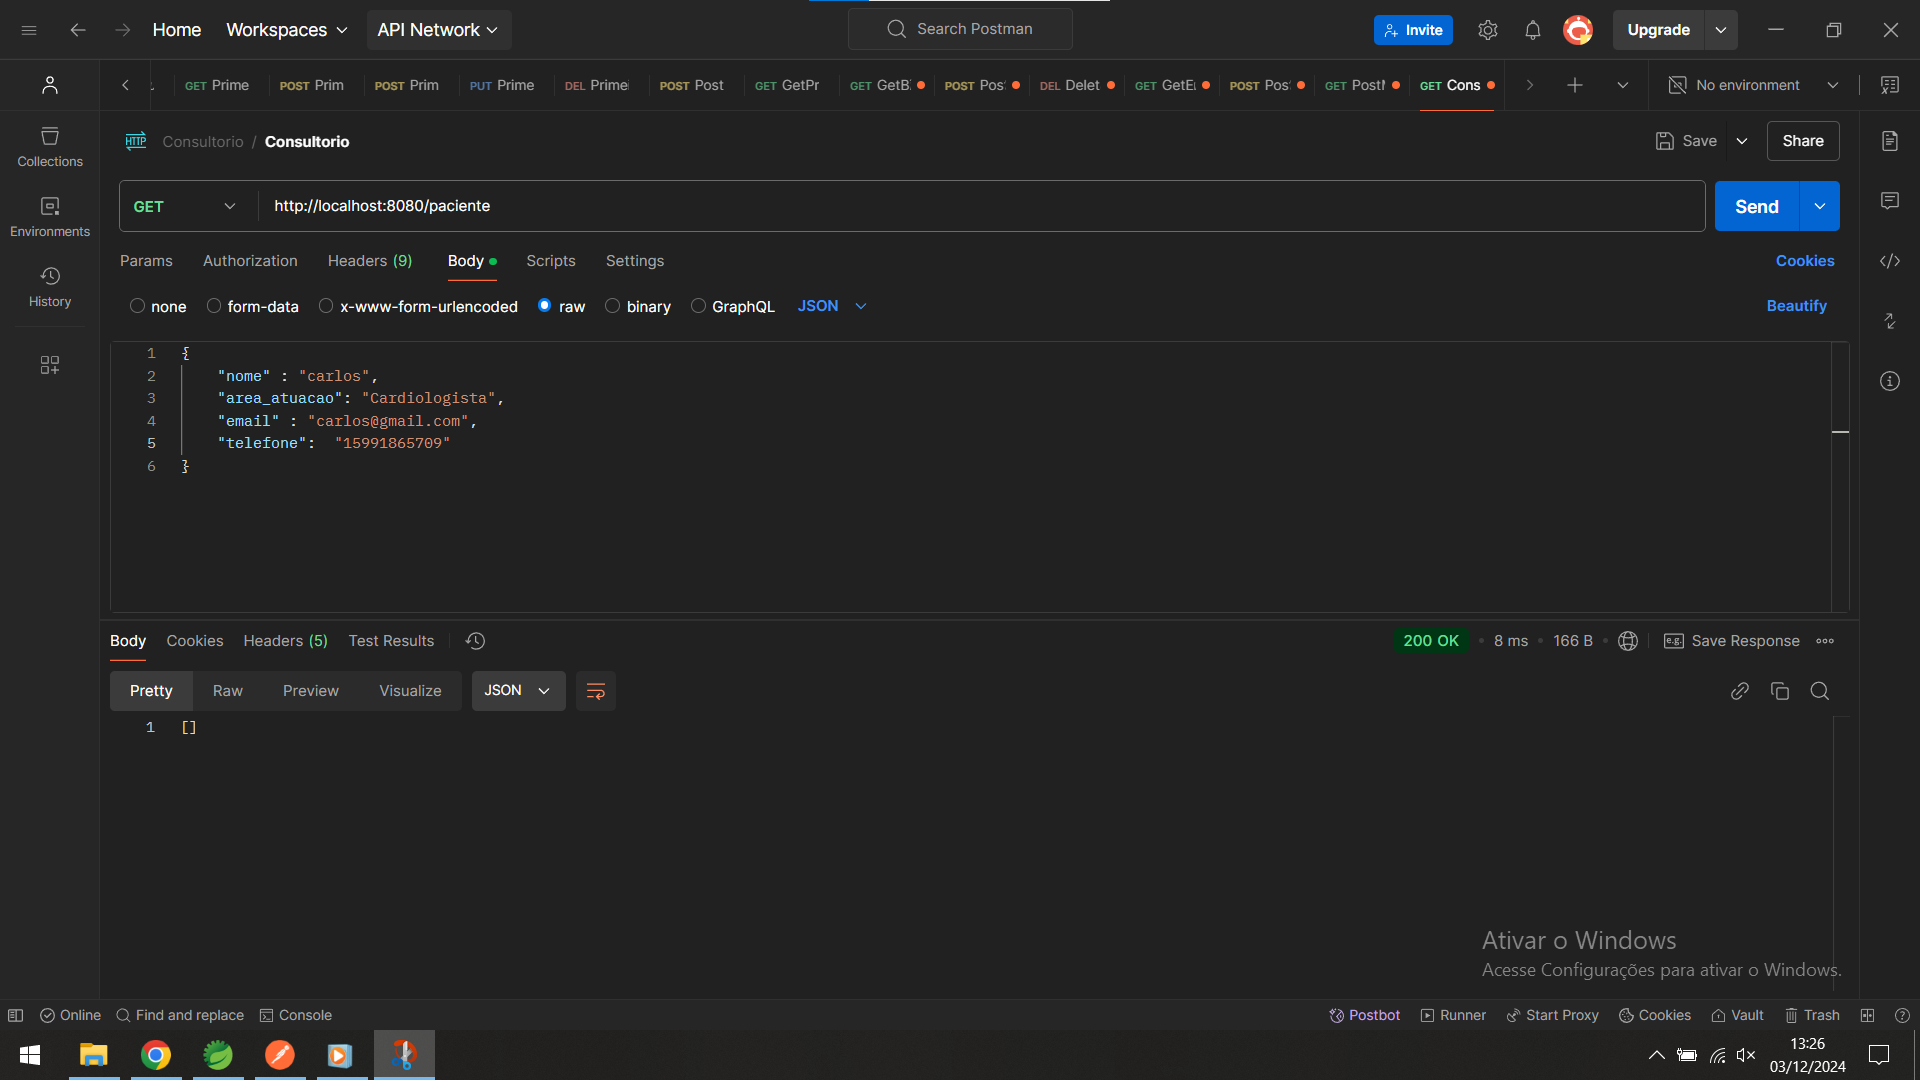 Home Workspaces API Network Search Postman Invite Upgrade
GET Prime POST Prim POST Prim PUT Prime DEL Prime POST Post GET GetPr GET GetB POST Pos DEL Delet GET GetE POST Pos GET Post GET Cons No environment
Consultorio / Consultorio Save Share
GET http://localhost:8080/paciente Send
Params Authorization Headers (9) Body Scripts Settings Cookies
none form-data x-www-form-urlencoded raw binary GraphQL JSON Beautify
Collections
Environments
History
1 {
2 "nome" : "carlos",
3 "area_atuacao": "Cardiologista",
4 "email" : "carlos@gmail.com",
5 "telefone": "15991865709"
6 }
Body Cookies Headers (5) Test Results 200 OK • 8 ms • 166 B • e.g. Save Response
Pretty Raw Preview Visualize JSON
1 []
Ativar o Windows
Acesse Configurações para ativar o Windows.
Online Find and replace Console Postbot Runner Start Proxy Cookies Vault Trash
13:26
03/12/2024